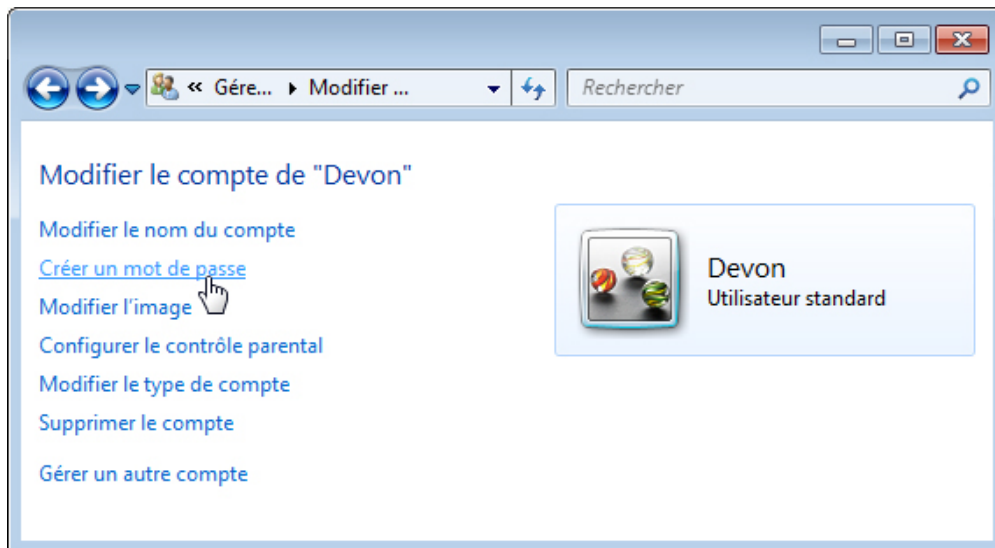 « Gére... ▸ Modifier ...
Rechercher
Modifier le compte de "Devon"
Modifier le nom du compte
Créer un mot de passe
Modifier l'image
Configurer le contrôle parental
Modifier le type de compte
Supprimer le compte
Gérer un autre compte
Devon
Utilisateur standard